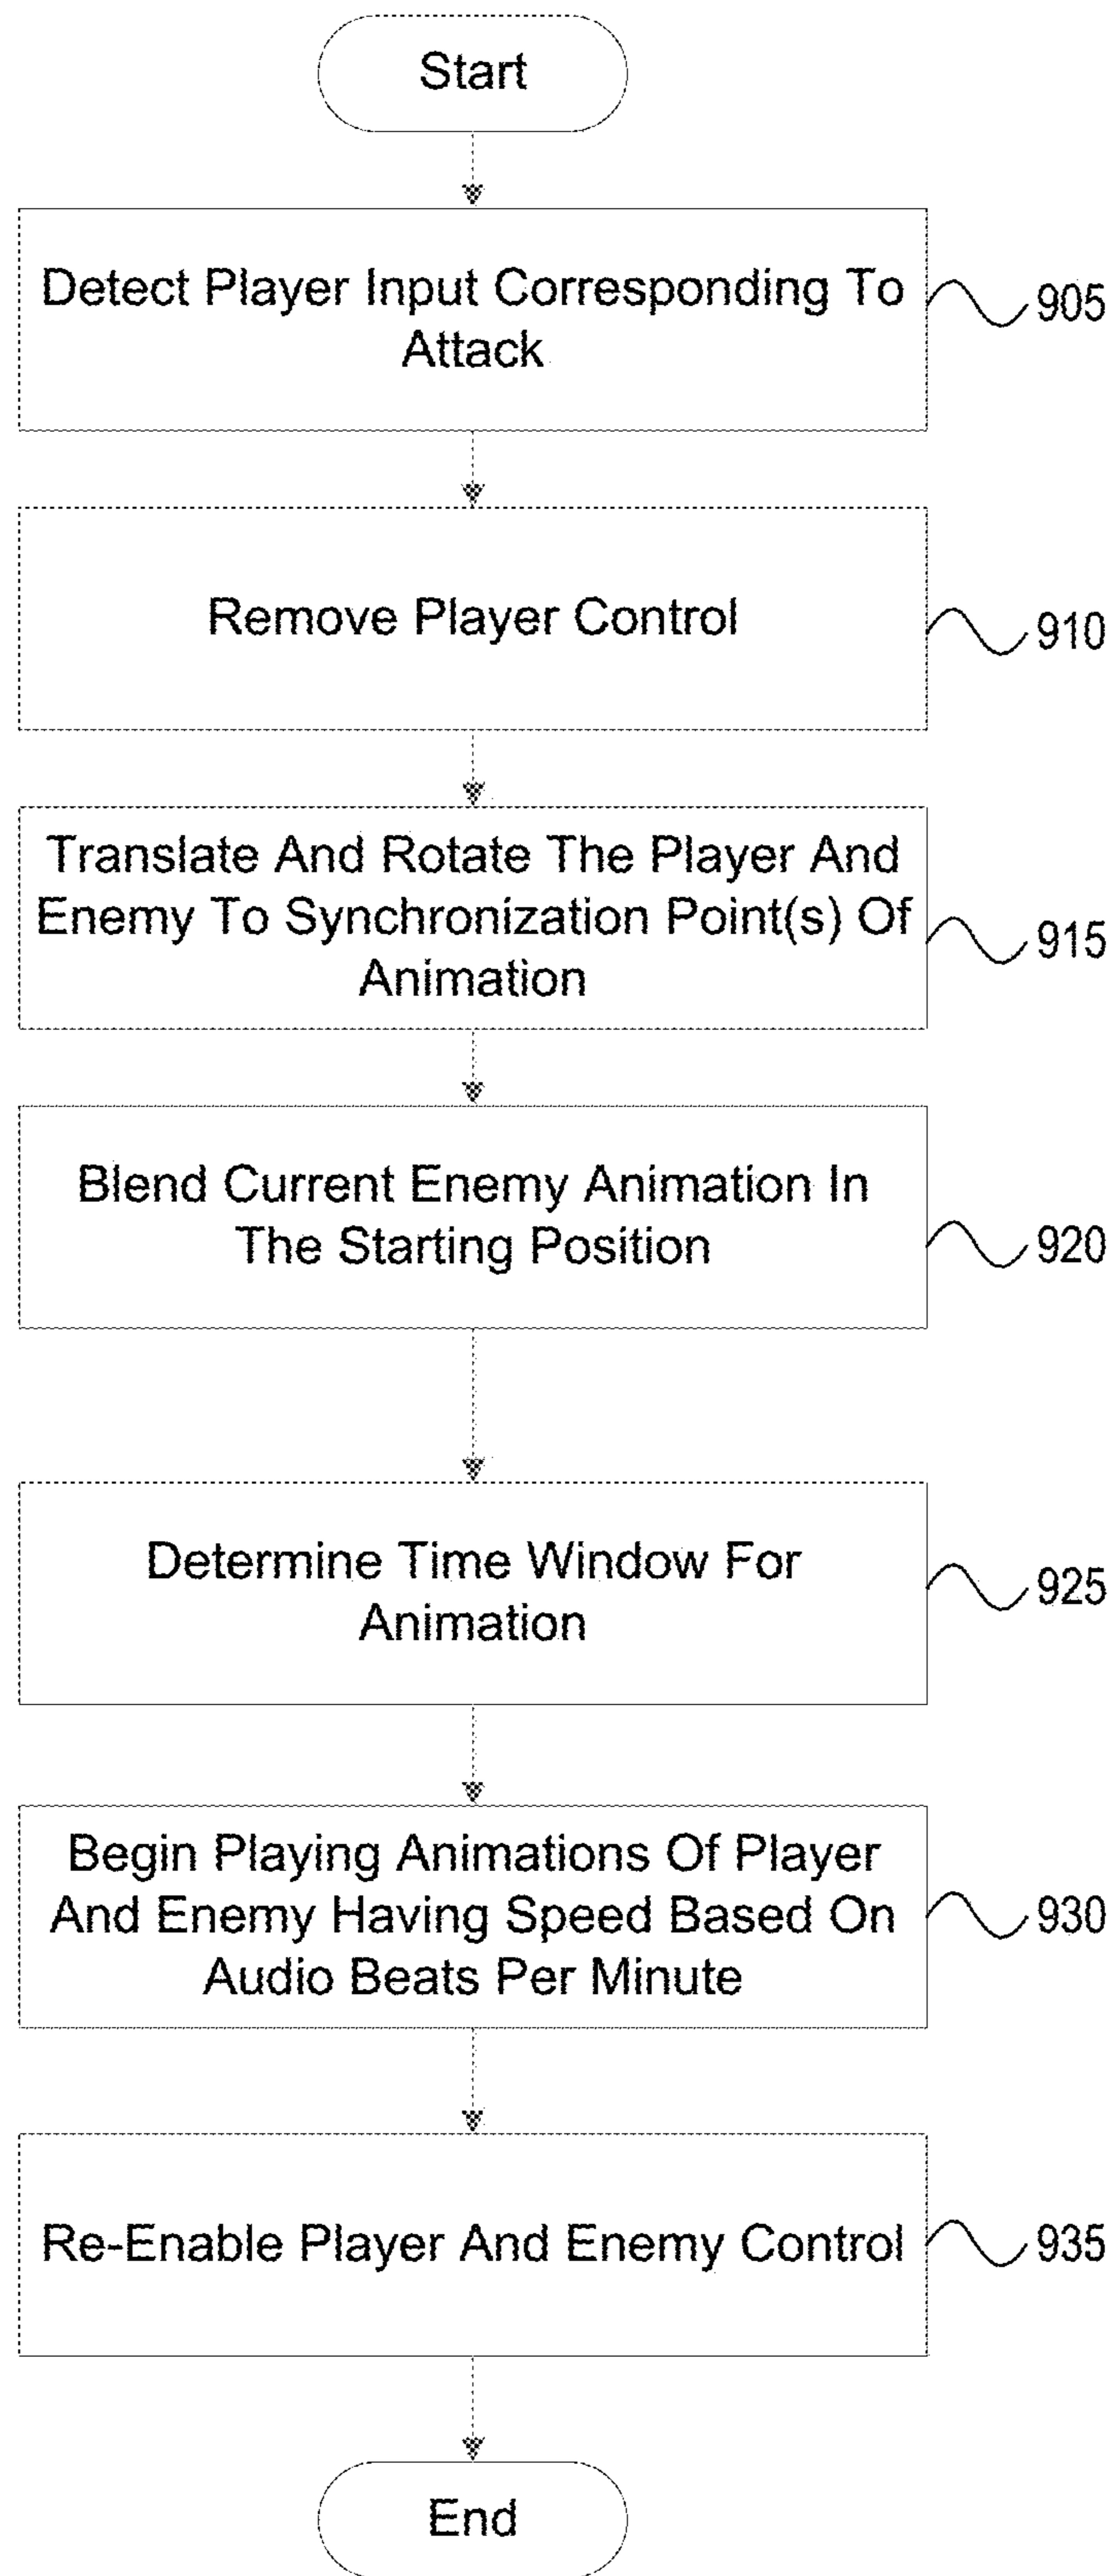 Start
Detect Player Input Corresponding To
Attack
905
Remove Player Control
910
Translate And Rotate The Player And
Enemy To Synchronization Point(s) Of
Animation
915
Blend Current Enemy Animation In
The Starting Position
920
Determine Time Window For
Animation
925
Begin Playing Animations Of Player
And Enemy Having Speed Based On
Audio Beats Per Minute
930
Re-Enable Player And Enemy Control
935
End